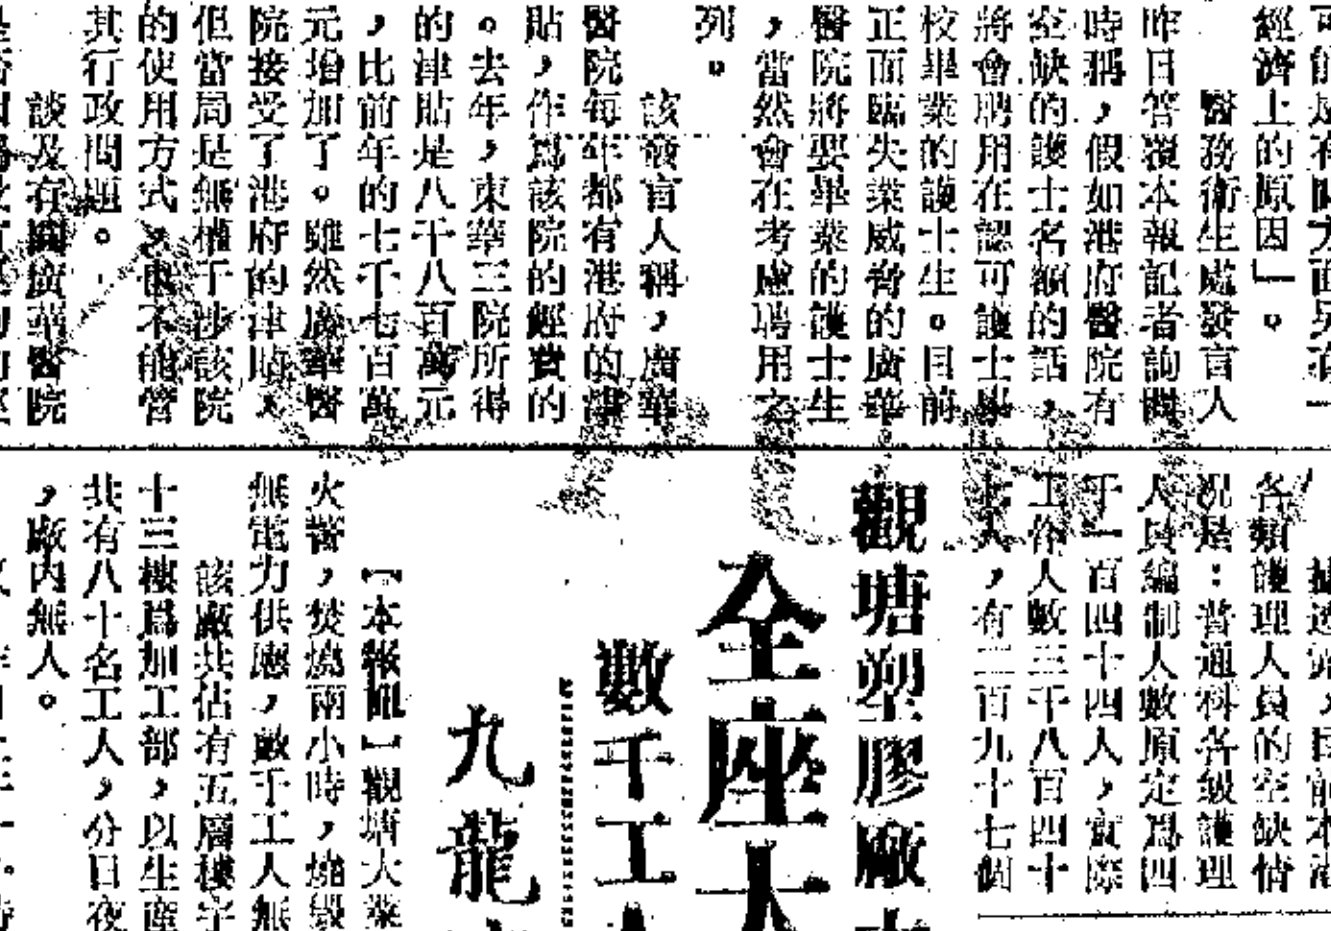 經濟上的原因」。
醫務衛生處發言人
昨日答覆本報記者詢問
時稱，假如港府醫院有
空缺的護士名額的話，
將會聘用在認可護士學
校畢業的護士生。目前
正面臨失業威脅的廣華
醫院將要畢業的護士生
，當然會在考慮聘用之
列。
該發言人稱，廣華
醫院每年都有港府的津
貼，作爲該院的經費的
。去年，東華三院所得
的津貼是八千八百萬元
，比前年的七千七百萬
元增加了。雖然廣華醫
院接受了港府的津貼，
但當局是無權干涉該院
的使用方式，也不能管
其行政問題。
談及有關廣華醫院
各類護理人員的空缺情
况是：普通科各級護理
人員編制人數原定爲四
千一百四十四人，實際
工作人數三千八百四十
七人，有二百九十七個
觀塘塑膠廠
全座
數千工
九龍
【本報訊】觀塘大業
火警，焚燒兩小時，燒毀
無電力供應，數千工人無
該廠共佔有五層樓宇
十三樓爲加工部，以生產
共有八十名工人，分日夜
，廠內無人。